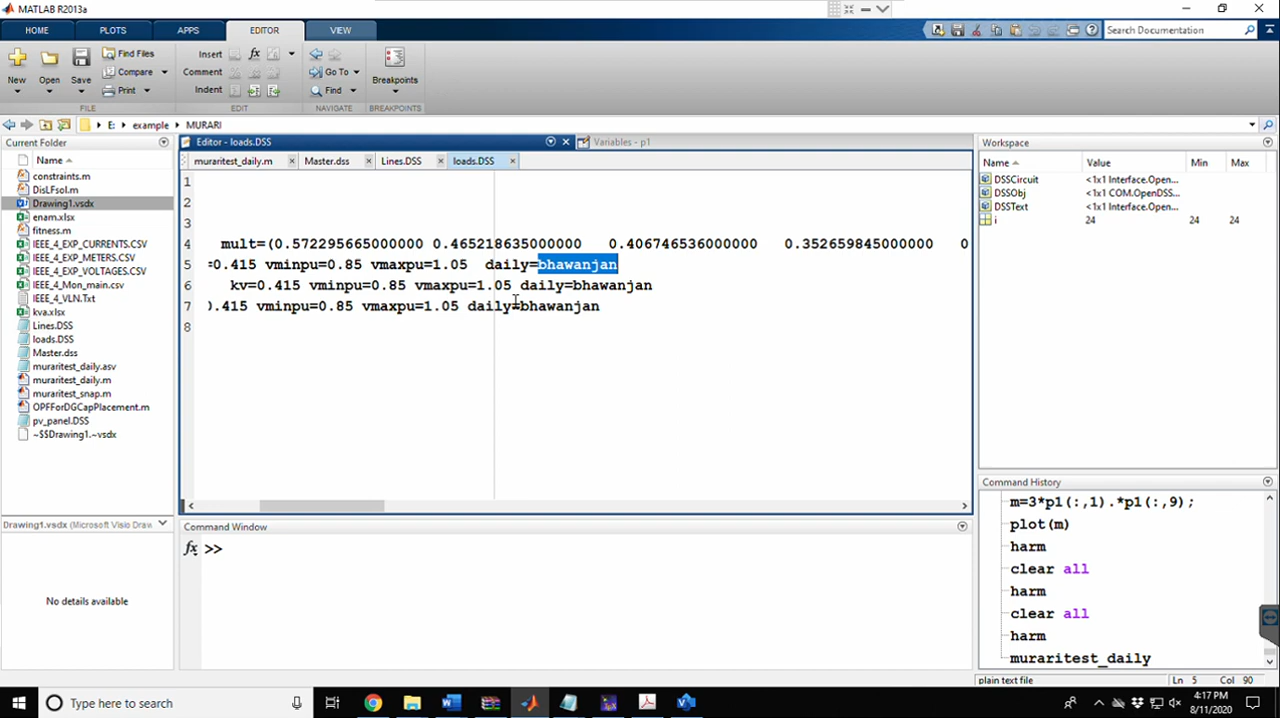 MATLAB R2013a
HOME PLOTS APPS EDITOR VIEW Search Documentation
New Open Save Find Files Compare Print Insert Comment Indent fx Go To Find Breakpoints
FILE EDIT NAVIGATE BREAKPOINTS
E: example MURARI
Current Folder
Name
constraints.m
DisLFsol.m
Drawing1.vsdx
enam.xlsx
fitness.m
IEEE_4_EXP_CURRENTS.CSV
IEEE_4_EXP_METERS.CSV
IEEE_4_EXP_VOLTAGES.CSV
IEEE_4_Mon_main.csv
IEEE_4_VLN.Txt
kva.xlsx
Lines.DSS
loads.DSS
Master.dss
muraritest_daily.asv
muraritest_daily.m
muraritest_snap.m
OPFForDGCapPlacement.m
pv_panel.DSS
~$$Drawing1.~vsdx
Drawing1.vsdx (Microsoft Visio Draw
No details available
Editor - loads.DSS Variables - p1
muraritest_daily.m Master.dss Lines.DSS loads.DSS
1
2
3
4 mult=(0.572295665000000 0.465218635000000 0.406746536000000 0.352659845000000 0
5 =0.415 vminpu=0.85 vmaxpu=1.05 daily=bhawanjan
6 kv=0.415 vminpu=0.85 vmaxpu=1.05 daily=bhawanjan
7 0.415 vminpu=0.85 vmaxpu=1.05 daily=bhawanjan
8
Command Window
fx >>
Workspace
Name Value Min Max
DSSCircuit <1x1 Interface.Open...
DSSObj <1x1 COM.OpenDSS...
DSSText <1x1 Interface.Open...
i 24 24 24
Command History
m=3*p1(:,1).*p1(:,9);
plot(m)
harm
clear all
harm
clear all
harm
muraritest_daily
plain text file Ln 5 Col 90
Type here to search
4:17 PM
8/11/2020